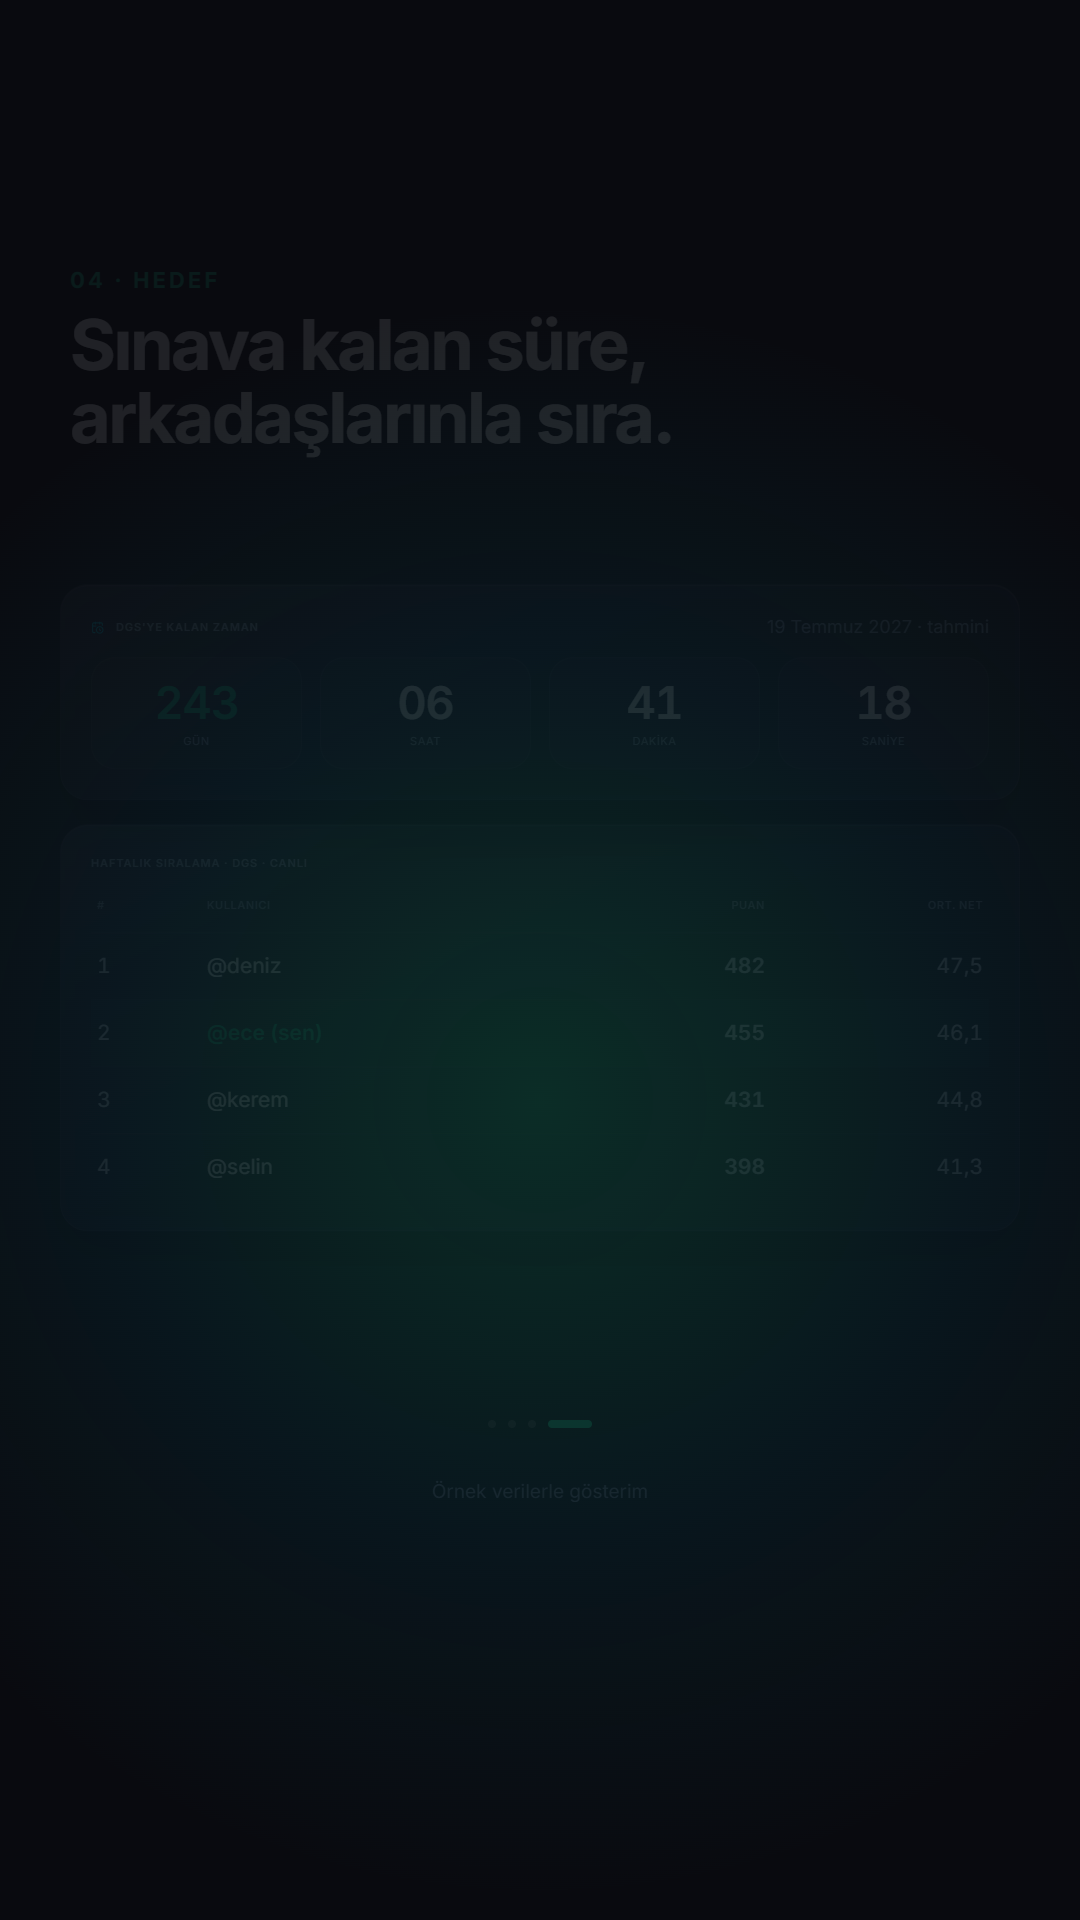 04 · HEDEF
Sınava kalan süre,
arkadaşlarınla sıra.
DGS'YE KALAN ZAMAN
19 Temmuz 2027 · tahmini
243 06 41 18
GÜN SAAT DAKİKA SANİYE
HAFTALIK SIRALAMA · DGS · CANLI
# KULLANICI PUAN ORT. NET
1 @deniz 482 47,5
2 @ece (sen) 455 46,1
3 @kerem 431 44,8
4 @selin 398 41,3
Örnek verilerle gösterim